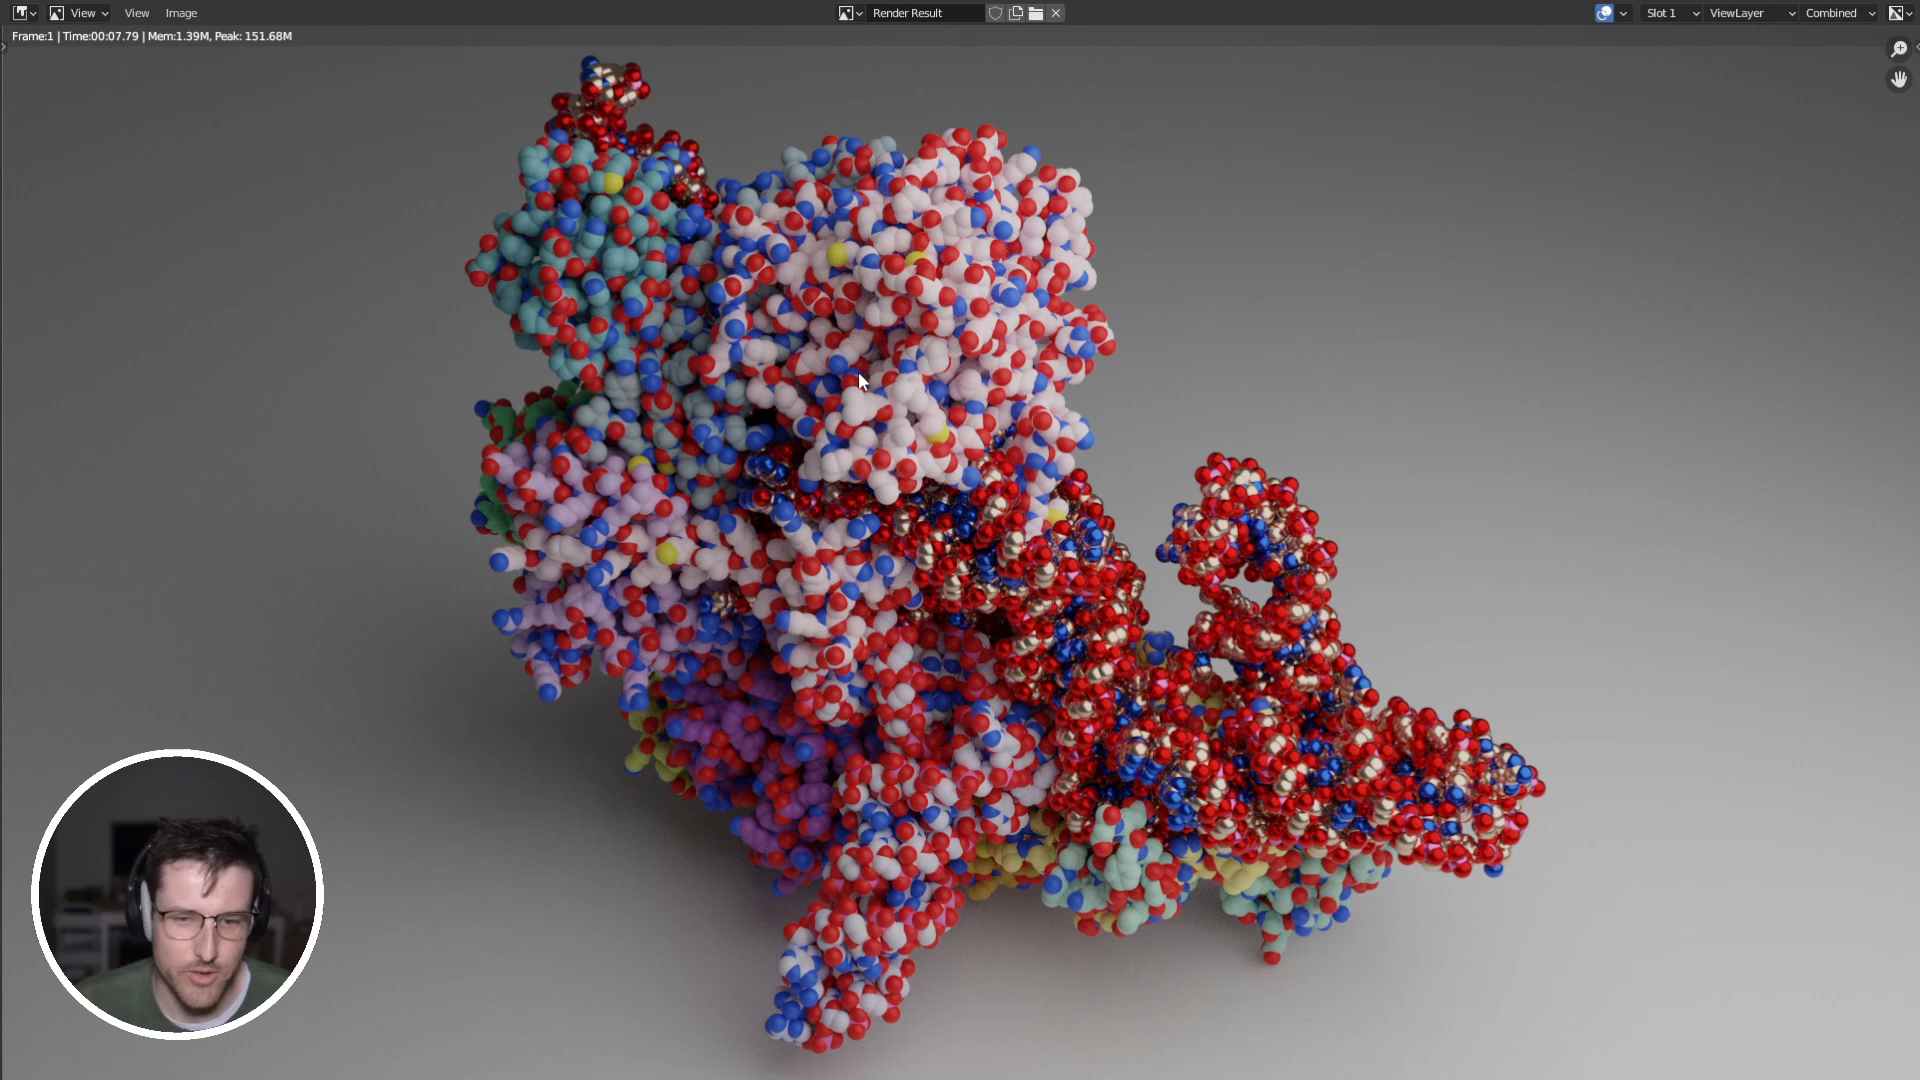 View View Image Render Result Slot 1 ViewLayer Combined
Frame:1 | Time:00:07.79 | Mem:1.39M, Peak: 151.68M